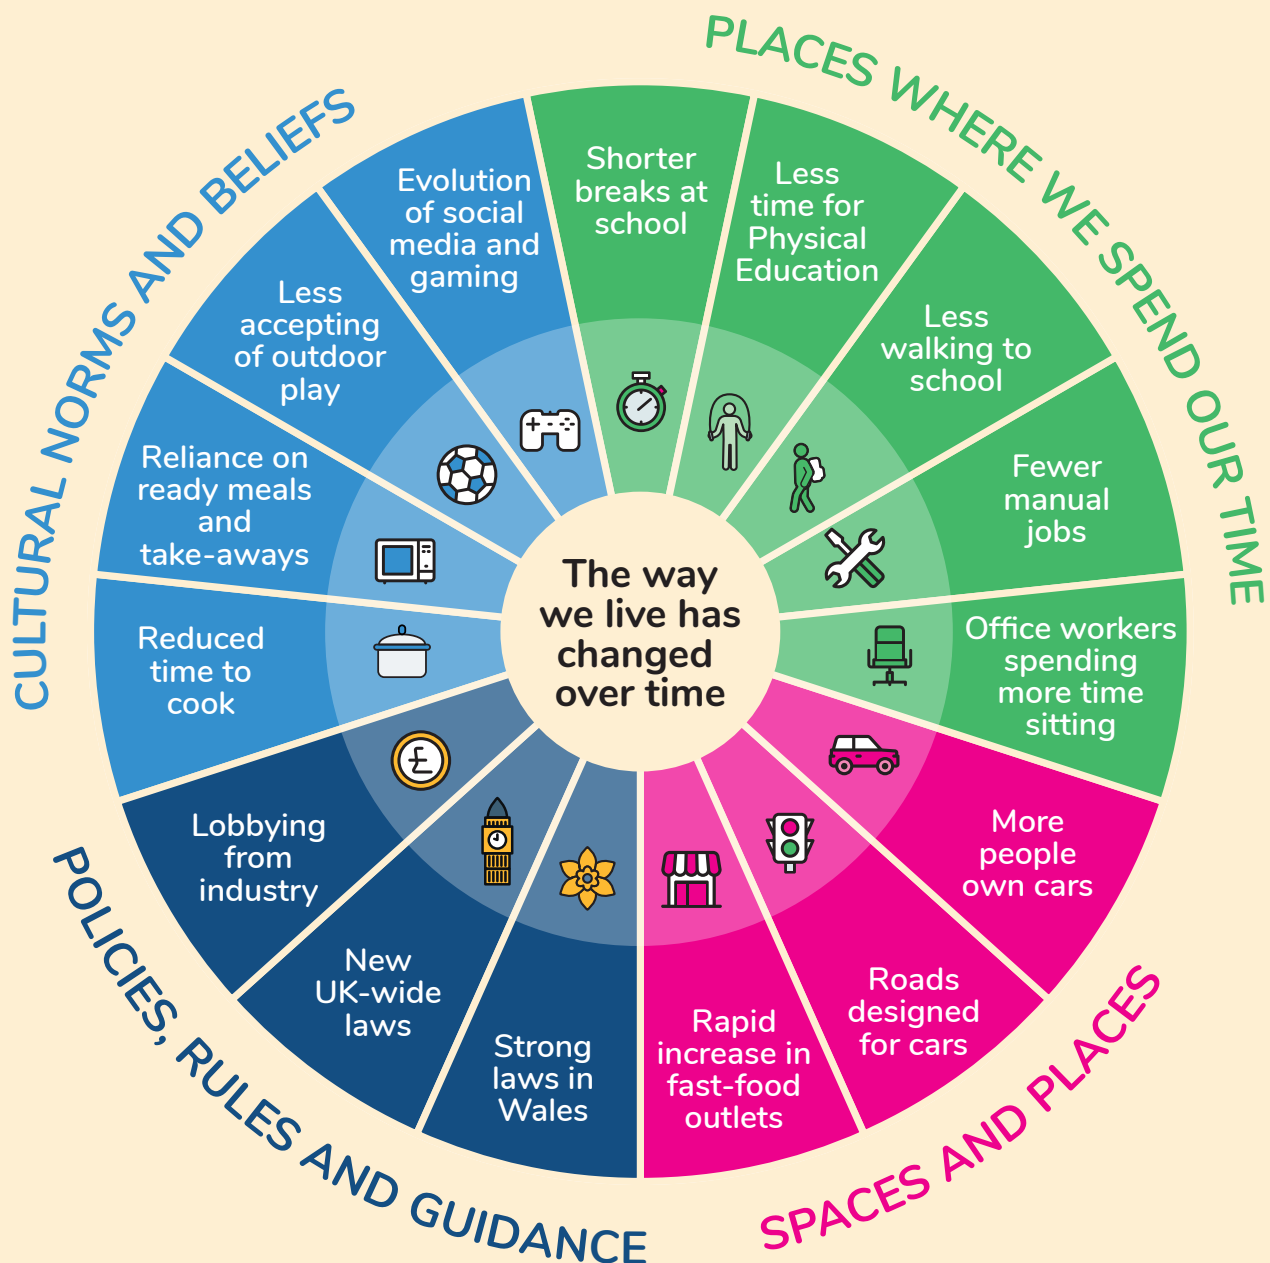 PLACES WHERE WE SPEND OUR TIME
Shorter
breaks at
school
Less
time for
Physical
Education
Less
walking to
school
Fewer
manual
jobs
Office workers
spending
more time
sitting
SPACES AND PLACES
More
people
own cars
Roads
designed
for cars
Rapid
increase in
fast-food
outlets
POLICIES, RULES AND GUIDANCE
Strong
laws in
Wales
New
UK-wide
laws
Lobbying
from
industry
CULTURAL NORMS AND BELIEFS
Reduced
time to
cook
Reliance on
ready meals
and
take-aways
Less
accepting
of outdoor
play
Evolution
of social
media and
gaming
The way
we live has
changed
over time
£